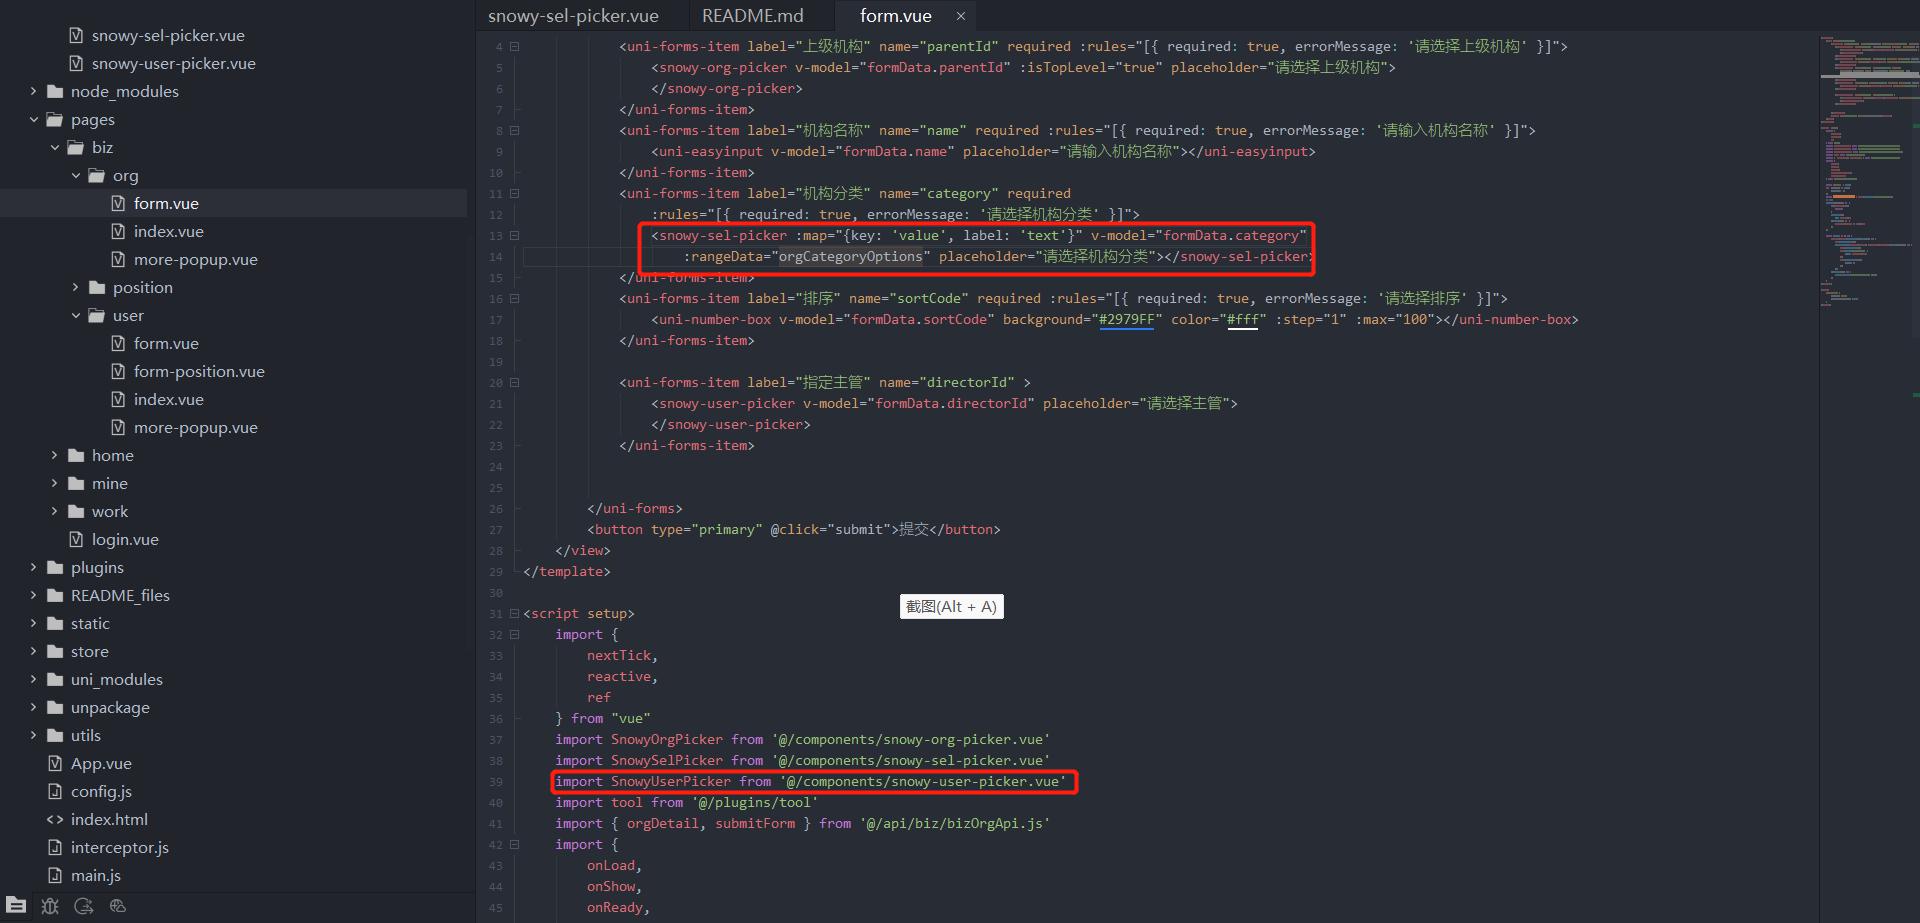 snowy-sel-picker.vue
snowy-user-picker.vue
node_modules
pages
biz
org
form.vue
index.vue
more-popup.vue
position
user
form.vue
form-position.vue
index.vue
more-popup.vue
home
mine
work
login.vue
plugins
README_files
static
store
uni_modules
unpackage
utils
App.vue
config.js
index.html
interceptor.js
main.js
snowy-sel-picker.vue README.md form.vue ×
4 <uni-forms-item label="上级机构" name="parentId" required :rules="[{ required: true, errorMessage: '请选择上级机构' }]">
5 <snowy-org-picker v-model="formData.parentId" :isTopLevel="true" placeholder="请选择上级机构">
6 </snowy-org-picker>
7 </uni-forms-item>
8 <uni-forms-item label="机构名称" name="name" required :rules="[{ required: true, errorMessage: '请输入机构名称' }]">
9 <uni-easyinput v-model="formData.name" placeholder="请输入机构名称"></uni-easyinput>
10 </uni-forms-item>
11 <uni-forms-item label="机构分类" name="category" required
12 :rules="[{ required: true, errorMessage: '请选择机构分类' }]">
13 <snowy-sel-picker :map="{key: 'value', label: 'text'}" v-model="formData.category"
14 :rangeData="orgCategoryOptions" placeholder="请选择机构分类"></snowy-sel-picker>
15 </uni-forms-item>
16 <uni-forms-item label="排序" name="sortCode" required :rules="[{ required: true, errorMessage: '请选择排序' }]">
17 <uni-number-box v-model="formData.sortCode" background="#2979FF" color="#fff" :step="1" :max="100"></uni-number-box>
18 </uni-forms-item>
19
20 <uni-forms-item label="指定主管" name="directorId" >
21 <snowy-user-picker v-model="formData.directorId" placeholder="请选择主管">
22 </snowy-user-picker>
23 </uni-forms-item>
24
25
26 </uni-forms>
27 <button type="primary" @click="submit">提交</button>
28 </view>
29 </template>
30
截图(Alt + A)
31 <script setup>
32 import {
33 nextTick,
34 reactive,
35 ref
36 } from "vue"
37 import SnowyOrgPicker from '@/components/snowy-org-picker.vue'
38 import SnowySelPicker from '@/components/snowy-sel-picker.vue'
39 import SnowyUserPicker from '@/components/snowy-user-picker.vue'
40 import tool from '@/plugins/tool'
41 import { orgDetail, submitForm } from '@/api/biz/bizOrgApi.js'
42 import {
43 onLoad,
44 onShow,
45 onReady,